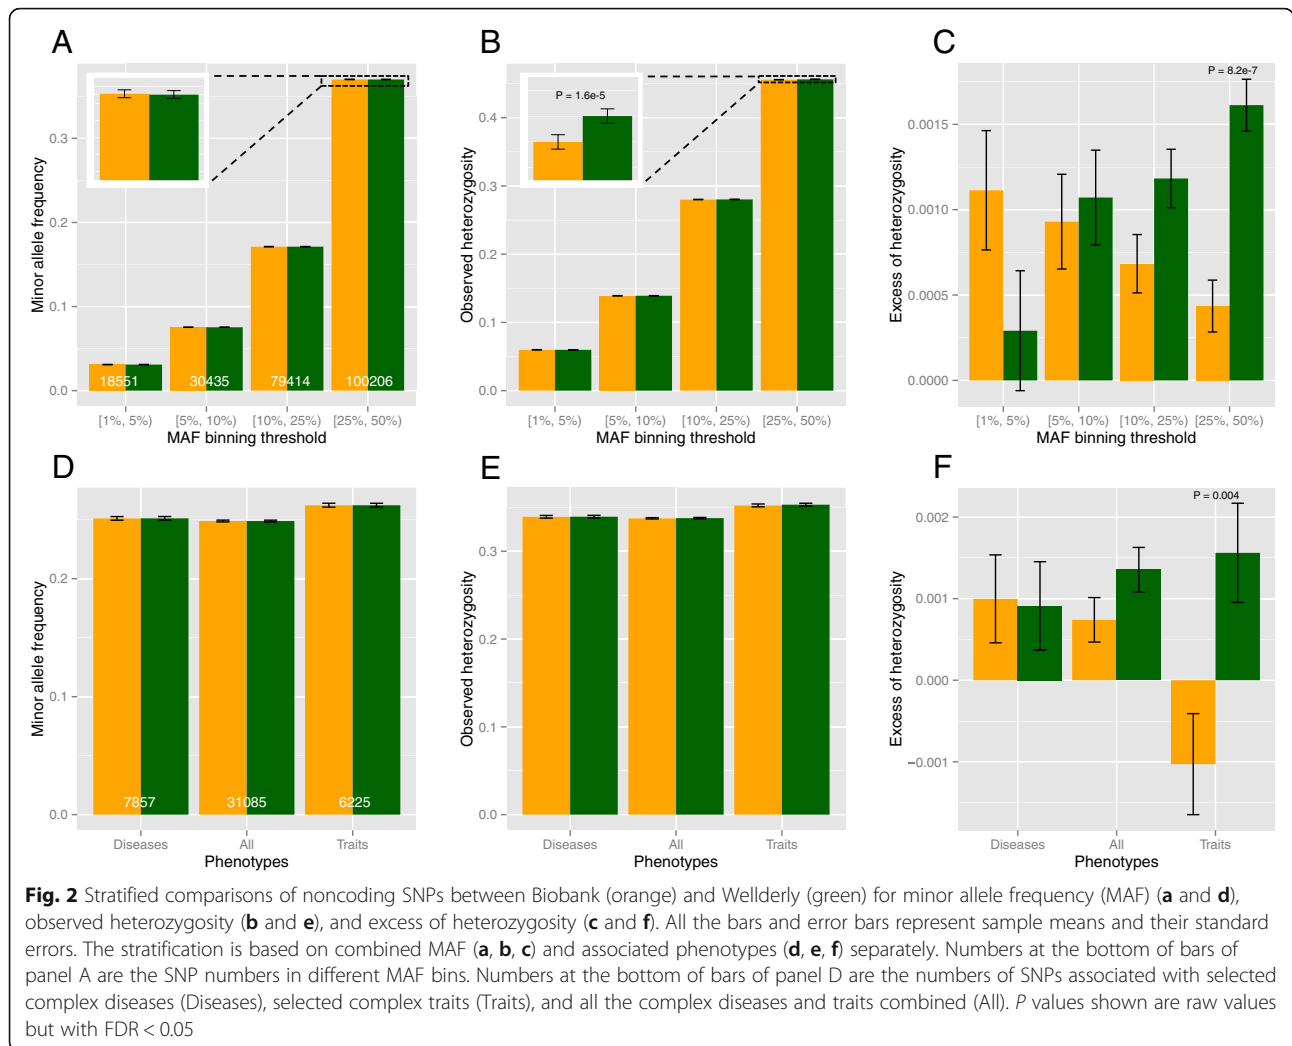 A
Minor allele frequency
0.3
0.2
0.1
0.0
18551
30435
79414
100206
[1%, 5%)
[5%, 10%)
[10%, 25%)
[25%, 50%)
MAF binning threshold
B
Observed heterozygosity
0.4
0.3
0.2
0.1
0.0
P = 1.6e-5
[1%, 5%)
[5%, 10%)
[10%, 25%)
[25%, 50%)
MAF binning threshold
C
Excess of heterozygosity
P = 8.2e-7
0.0015
0.0010
0.0005
0.0000
[1%, 5%)
[5%, 10%)
[10%, 25%)
[25%, 50%)
MAF binning threshold
D
Minor allele frequency
0.2
0.1
0.0
7857
31085
6225
Diseases
All
Traits
Phenotypes
E
Observed heterozygosity
0.3
0.2
0.1
0.0
Diseases
All
Traits
Phenotypes
F
Excess of heterozygosity
P = 0.004
0.002
0.001
0.000
−0.001
Diseases
All
Traits
Phenotypes
Fig. 2 Stratified comparisons of noncoding SNPs between Biobank (orange) and Wellderly (green) for minor allele frequency (MAF) (a and d),
observed heterozygosity (b and e), and excess of heterozygosity (c and f). All the bars and error bars represent sample means and their standard
errors. The stratification is based on combined MAF (a, b, c) and associated phenotypes (d, e, f) separately. Numbers at the bottom of bars of
panel A are the SNP numbers in different MAF bins. Numbers at the bottom of bars of panel D are the numbers of SNPs associated with selected
complex diseases (Diseases), selected complex traits (Traits), and all the complex diseases and traits combined (All). P values shown are raw values
but with FDR < 0.05